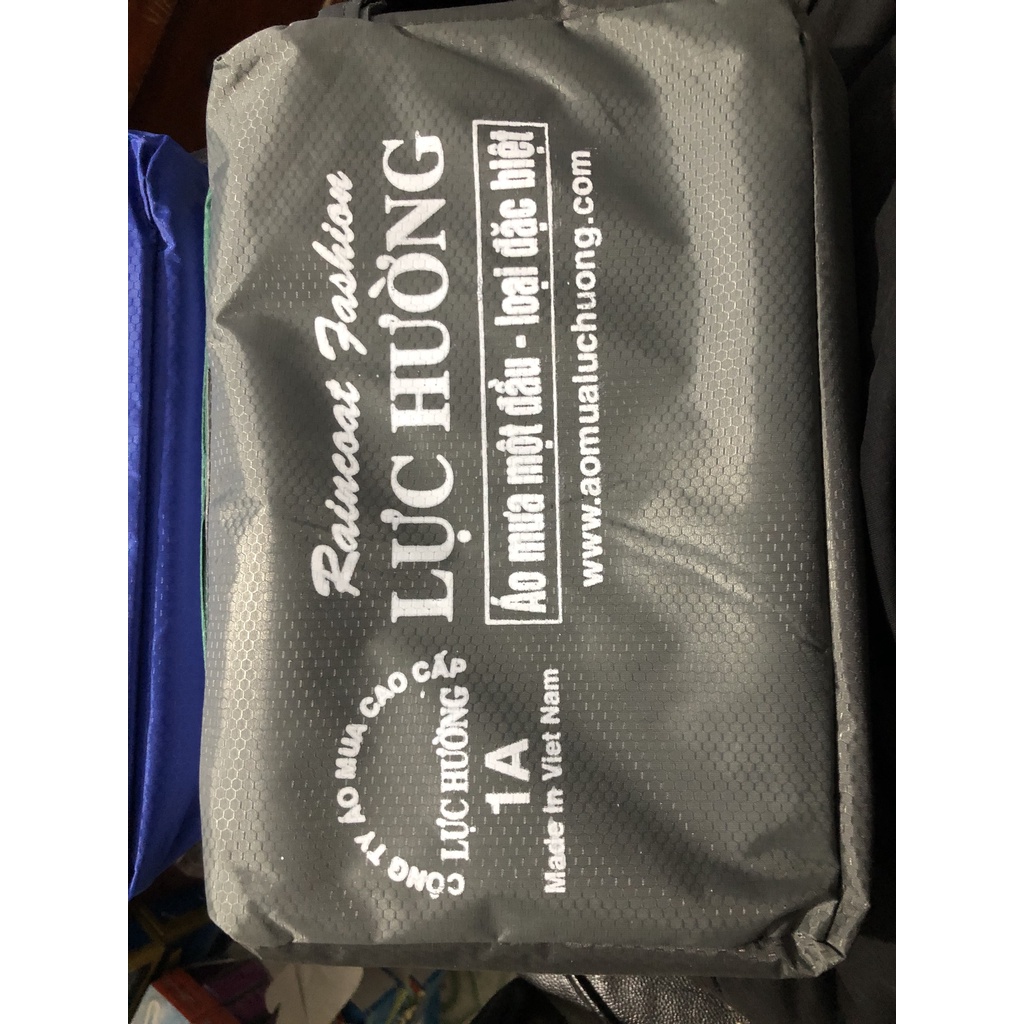 Raincoat Fashion
LỰC HƯỜNG
Áo mưa một đầu - loại đặc biệt
www.aomualuchuong.com
CÔNG TY ÁO MƯA CAO CẤP
LỰC HƯỜNG
1A
Made in Viet Nam